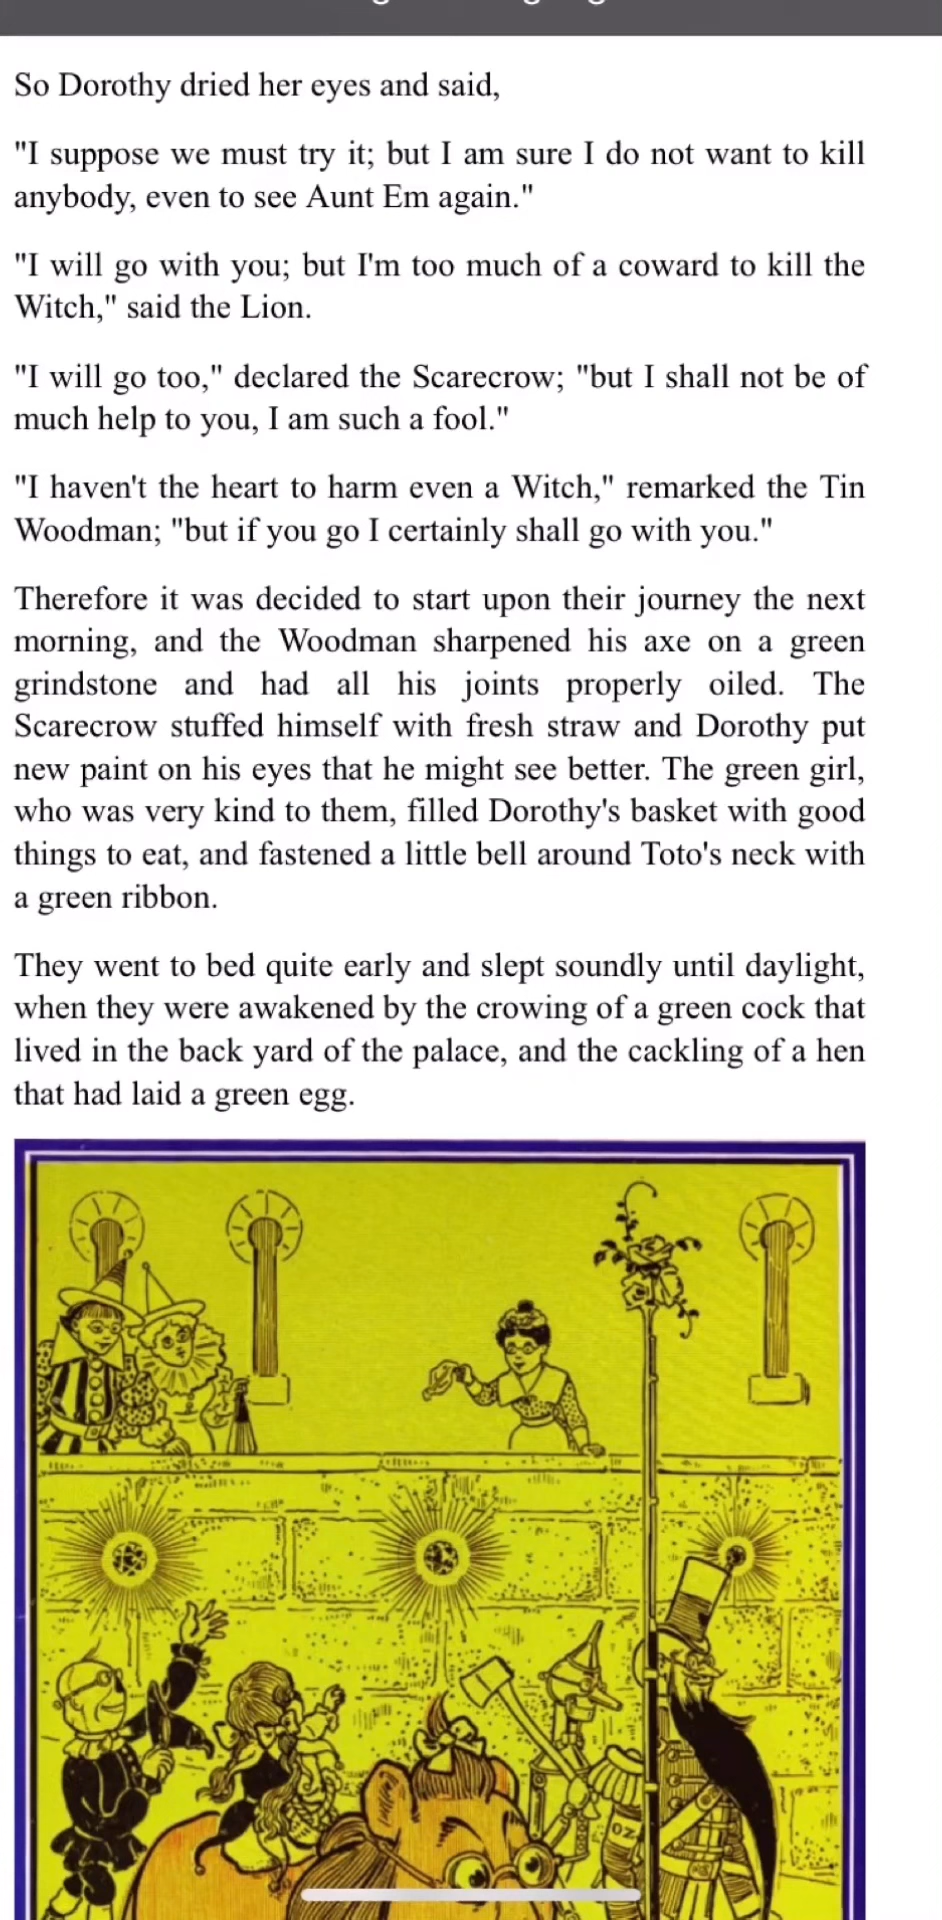 So Dorothy dried her eyes and said,
"I suppose we must try it; but I am sure I do not want to kill
anybody, even to see Aunt Em again."
"I will go with you; but I'm too much of a coward to kill the
Witch," said the Lion.
"I will go too," declared the Scarecrow; "but I shall not be of
much help to you, I am such a fool."
"I haven't the heart to harm even a Witch," remarked the Tin
Woodman; "but if you go I certainly shall go with you."
Therefore it was decided to start upon their journey the next
morning, and the Woodman sharpened his axe on a green
grindstone and had all his joints properly oiled. The
Scarecrow stuffed himself with fresh straw and Dorothy put
new paint on his eyes that he might see better. The green girl,
who was very kind to them, filled Dorothy's basket with good
things to eat, and fastened a little bell around Toto's neck with
a green ribbon.
They went to bed quite early and slept soundly until daylight,
when they were awakened by the crowing of a green cock that
lived in the back yard of the palace, and the cackling of a hen
that had laid a green egg.
OZ